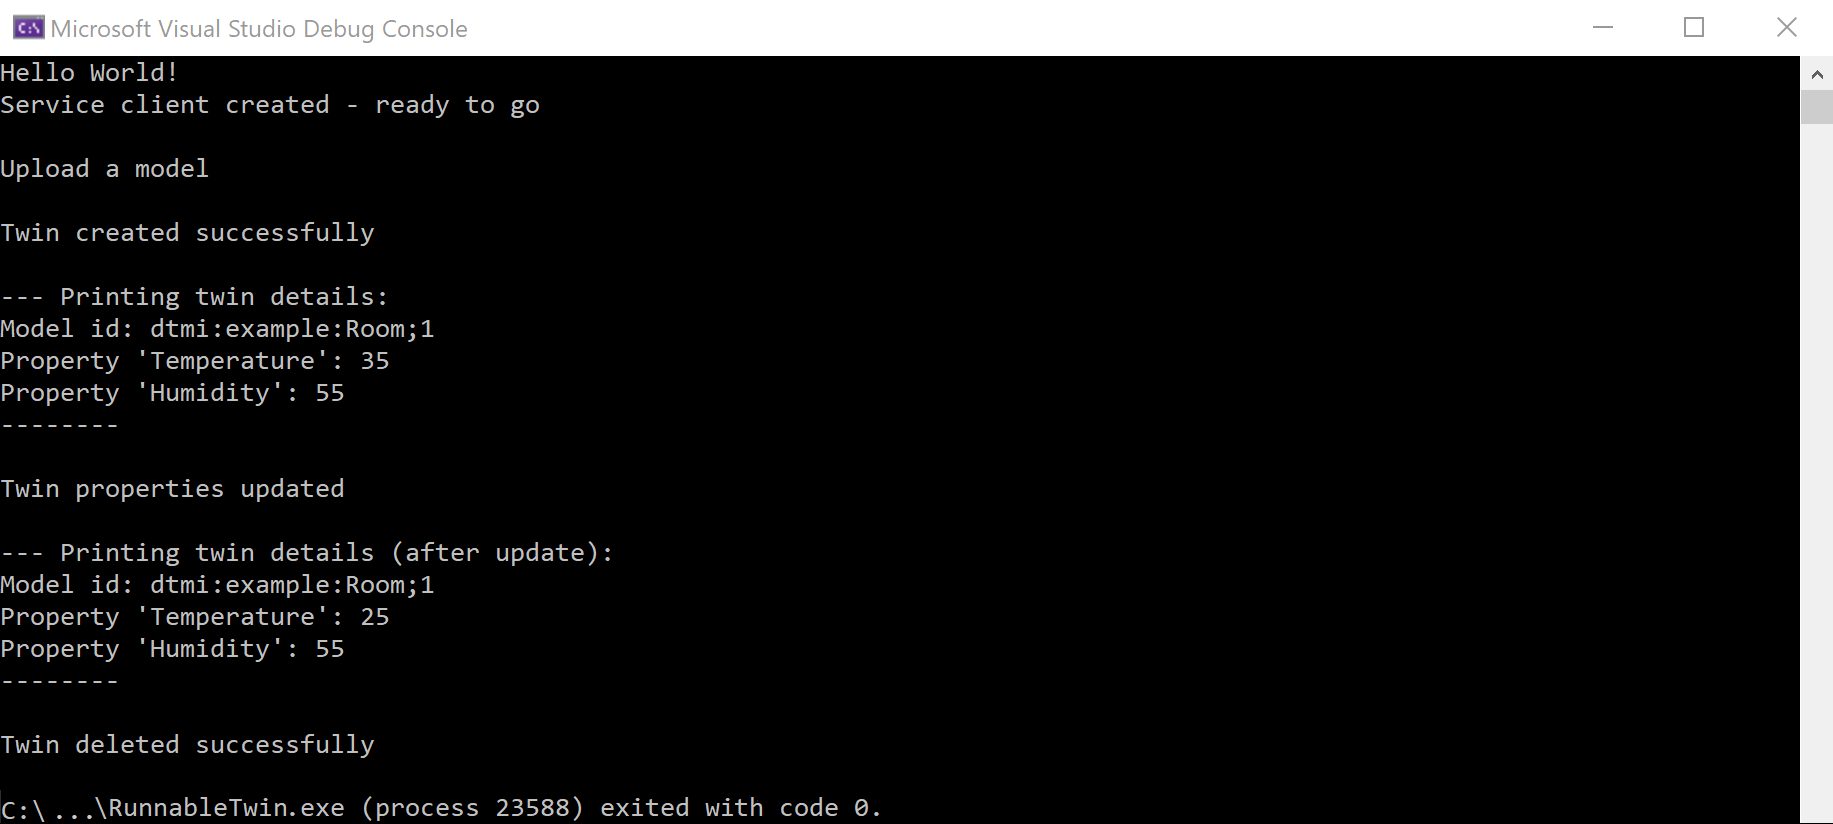 C:\
Microsoft Visual Studio Debug Console
Hello World!
Service client created - ready to go
Upload a model
Twin created successfully
--- Printing twin details:
Model id: dtmi:example:Room;1
Property 'Temperature': 35
Property 'Humidity': 55
--------
Twin properties updated
--- Printing twin details (after update):
Model id: dtmi:example:Room;1
Property 'Temperature': 25
Property 'Humidity': 55
--------
Twin deleted successfully
C:\ ...\RunnableTwin.exe (process 23588) exited with code 0.